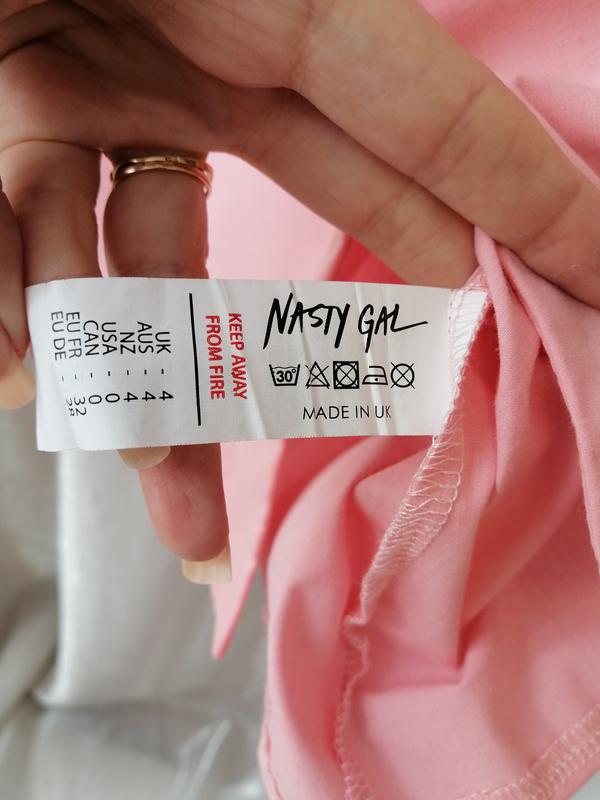 NASTY GAL
30°
MADE IN UK
KEEP AWAY
FROM FIRE
UK - 4
AUS - 4
NZ - 4
USA - 0
CAN - 0
EU FR - 32
EU DE -